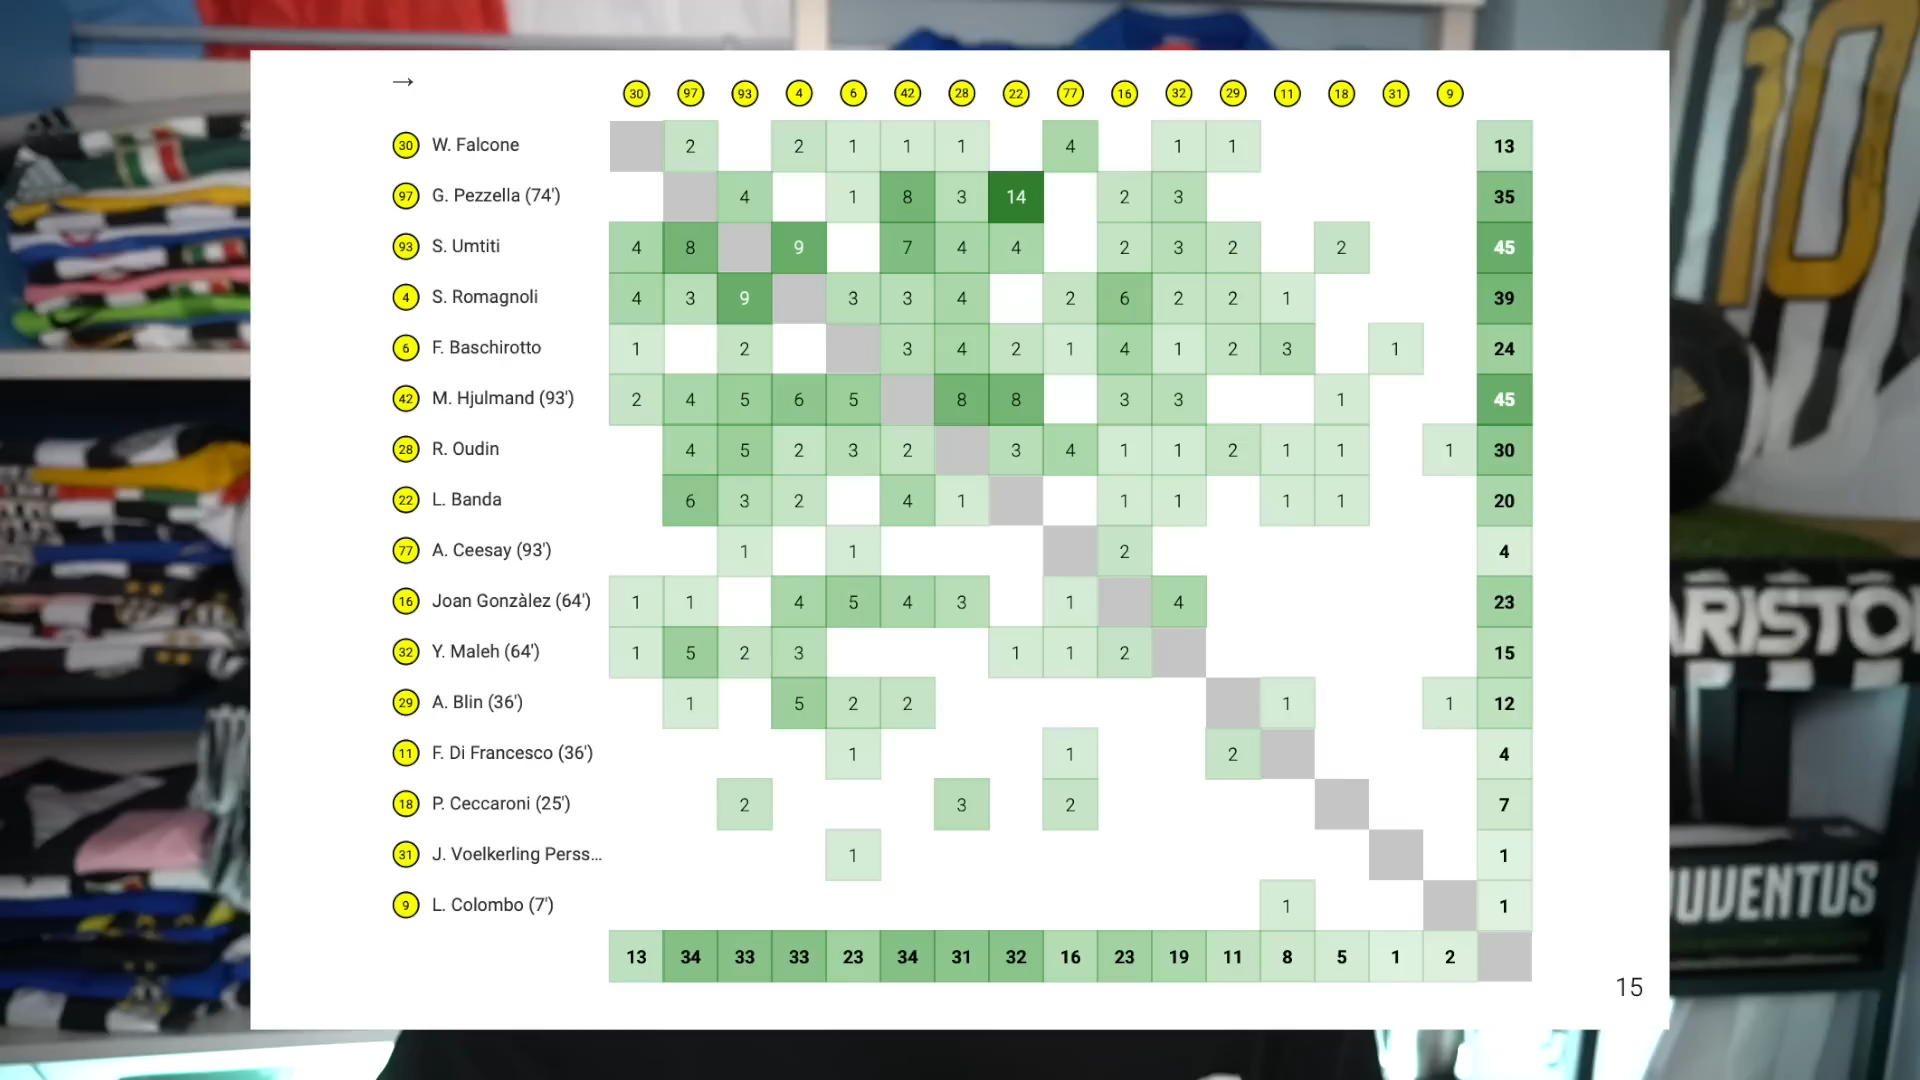 → 30 97 93 4 6 42 28 22 77 16 32 29 11 18 31 9
30 W. Falcone 2 2 1 1 1 4 1 1 13
97 G. Pezzella (74') 4 1 8 3 14 2 3 35
93 S. Umtiti 4 8 9 7 4 4 2 3 2 2 45
4 S. Romagnoli 4 3 9 3 3 4 2 6 2 2 1 39
6 F. Baschirotto 1 2 3 4 2 1 4 1 2 3 1 24
42 M. Hjulmand (93') 2 4 5 6 5 8 8 3 3 1 45
28 R. Oudin 4 5 2 3 2 3 4 1 1 2 1 1 1 30
22 L. Banda 6 3 2 4 1 1 1 1 1 20
77 A. Ceesay (93') 1 1 2 4
16 Joan Gonzàlez (64') 1 1 4 5 4 3 1 4 23
32 Y. Maleh (64') 1 5 2 3 1 1 2 15
29 A. Blin (36') 1 5 2 2 1 1 12
11 F. Di Francesco (36') 1 1 2 4
18 P. Ceccaroni (25') 2 3 2 7
31 J. Voelkerling Perss... 1 1
9 L. Colombo (7') 1 1
13 34 33 33 23 34 31 32 16 23 19 11 8 5 1 2
15
10
ARISTO
JUVENTUS